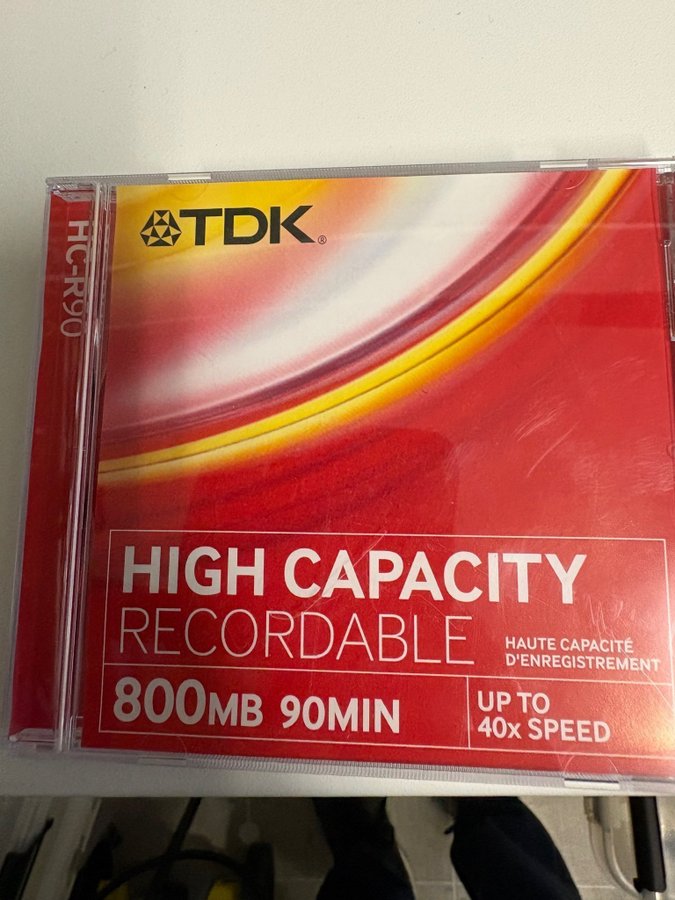 HC-R90
TDK®
HIGH CAPACITY
RECORDABLE
HAUTE CAPACITÉ
D'ENREGISTREMENT
800MB 90MIN
UP TO
40x SPEED